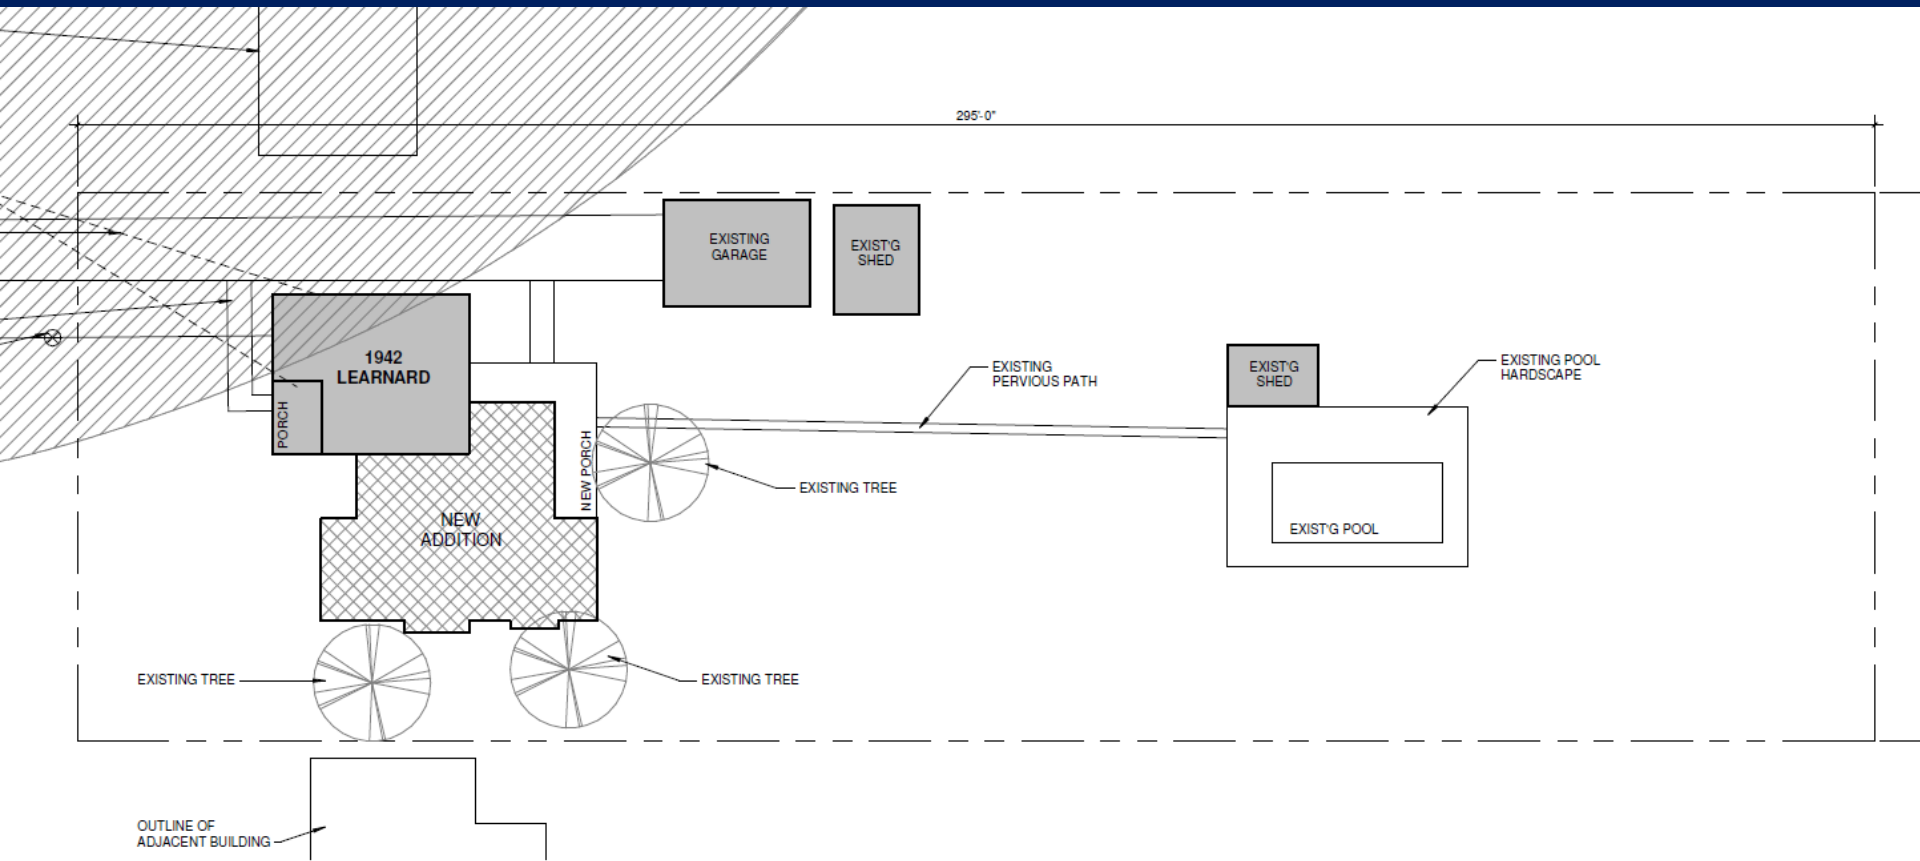 295'-0"
EXISTING
GARAGE
EXIST'G
SHED
1942
LEARNARD
PORCH
EXISTING
PERVIOUS PATH
EXIST'G
SHED
EXISTING POOL
HARDSCAPE
NEW PORCH
EXISTING TREE
NEW
ADDITION
EXIST'G POOL
EXISTING TREE
EXISTING TREE
OUTLINE OF
ADJACENT BUILDING